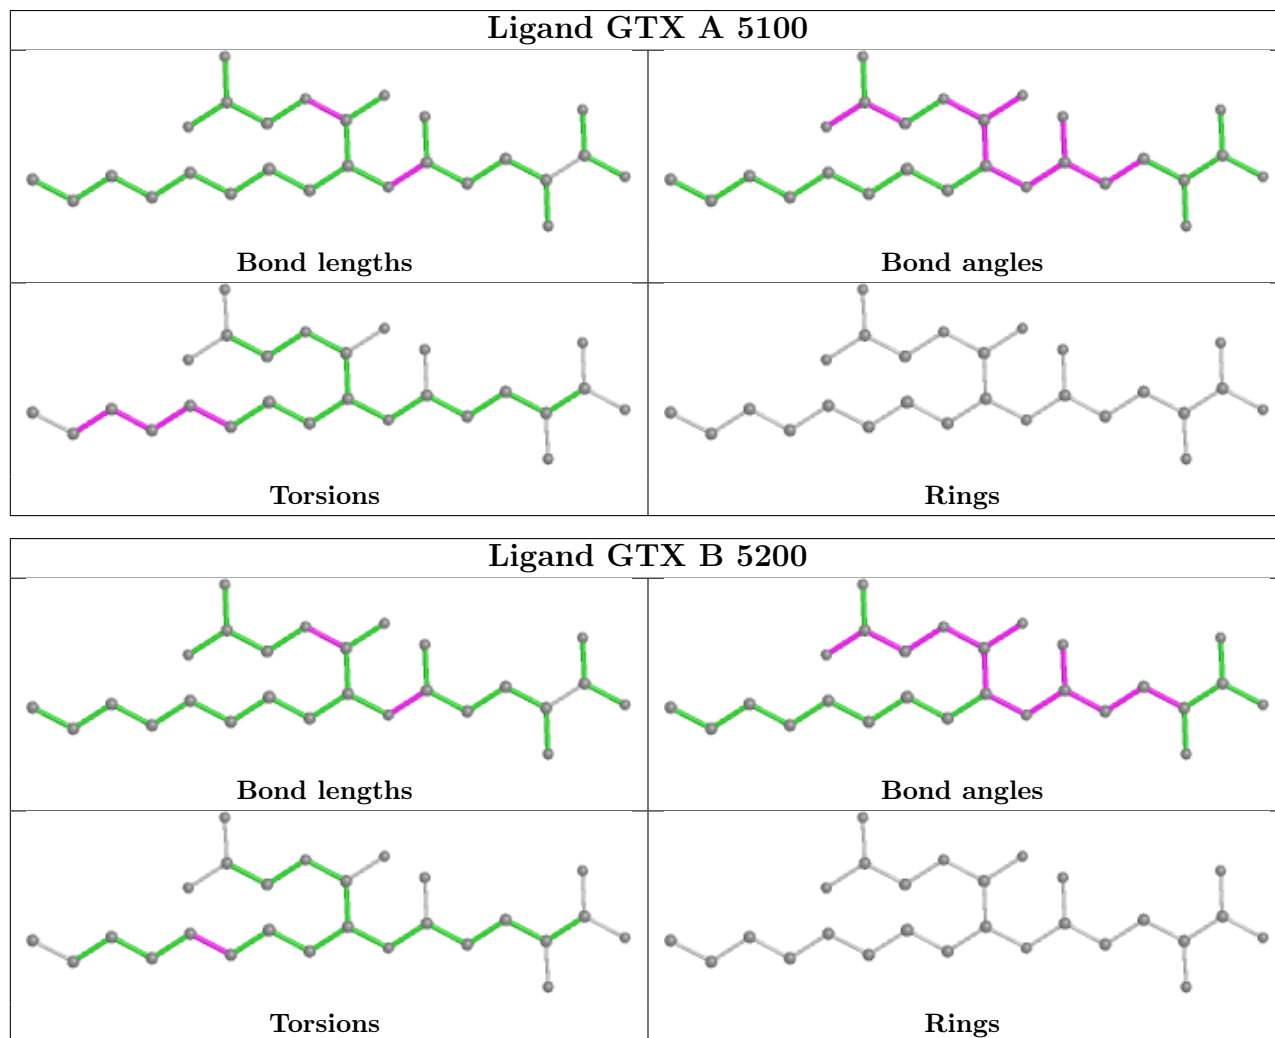 Ligand GTX A 5100
Bond lengths
Bond angles
Torsions
Rings
Ligand GTX B 5200
Bond lengths
Bond angles
Torsions
Rings